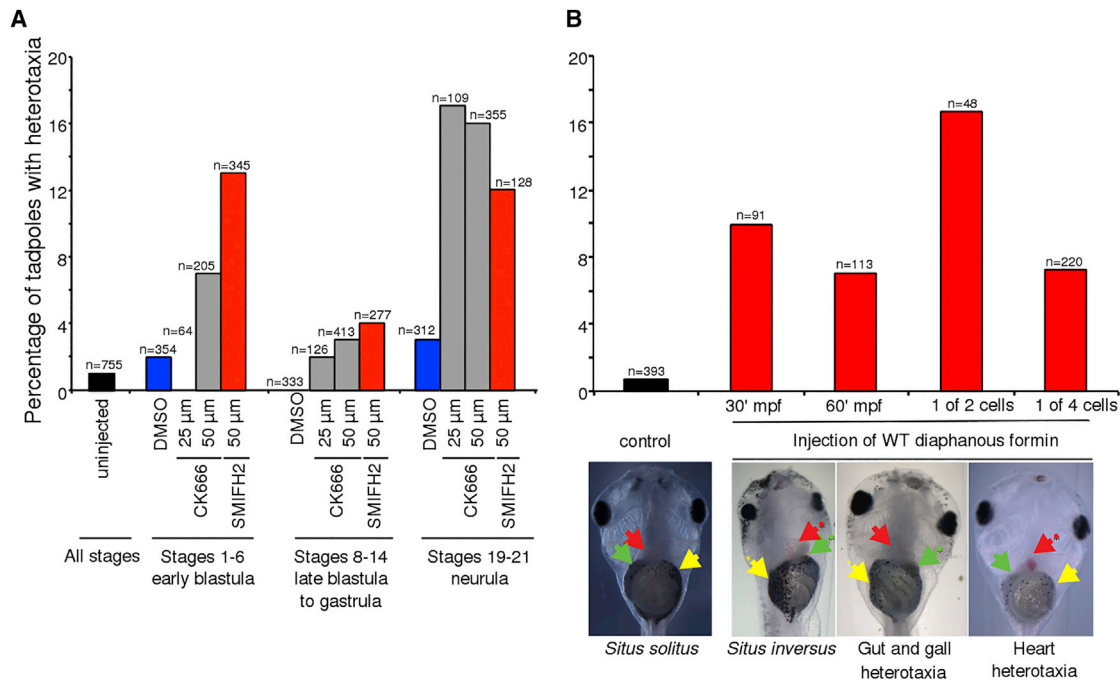 A
Percentage of tadpoles with heterotaxia
20
16
12
8
4
0
n=755
n=354
n=64
n=205
n=345
n=333
n=126
n=413
n=277
n=312
n=109
n=355
n=128
uninjected
DMSO
25 µm
50 µm
50 µm
DMSO
25 µm
50 µm
50 µm
DMSO
25 µm
50 µm
50 µm
CK666
SMIFH2
CK666
SMIFH2
CK666
SMIFH2
All stages
Stages 1-6
early blastula
Stages 8-14
late blastula
to gastrula
Stages 19-21
neurula
B
20
16
12
8
4
0
n=393
n=91
n=113
n=48
n=220
30' mpf
60' mpf
1 of 2 cells
1 of 4 cells
control
Injection of WT diaphanous formin
*
*
*
*
*
*
Situs solitus
Situs inversus
Gut and gall
heterotaxia
Heart
heterotaxia